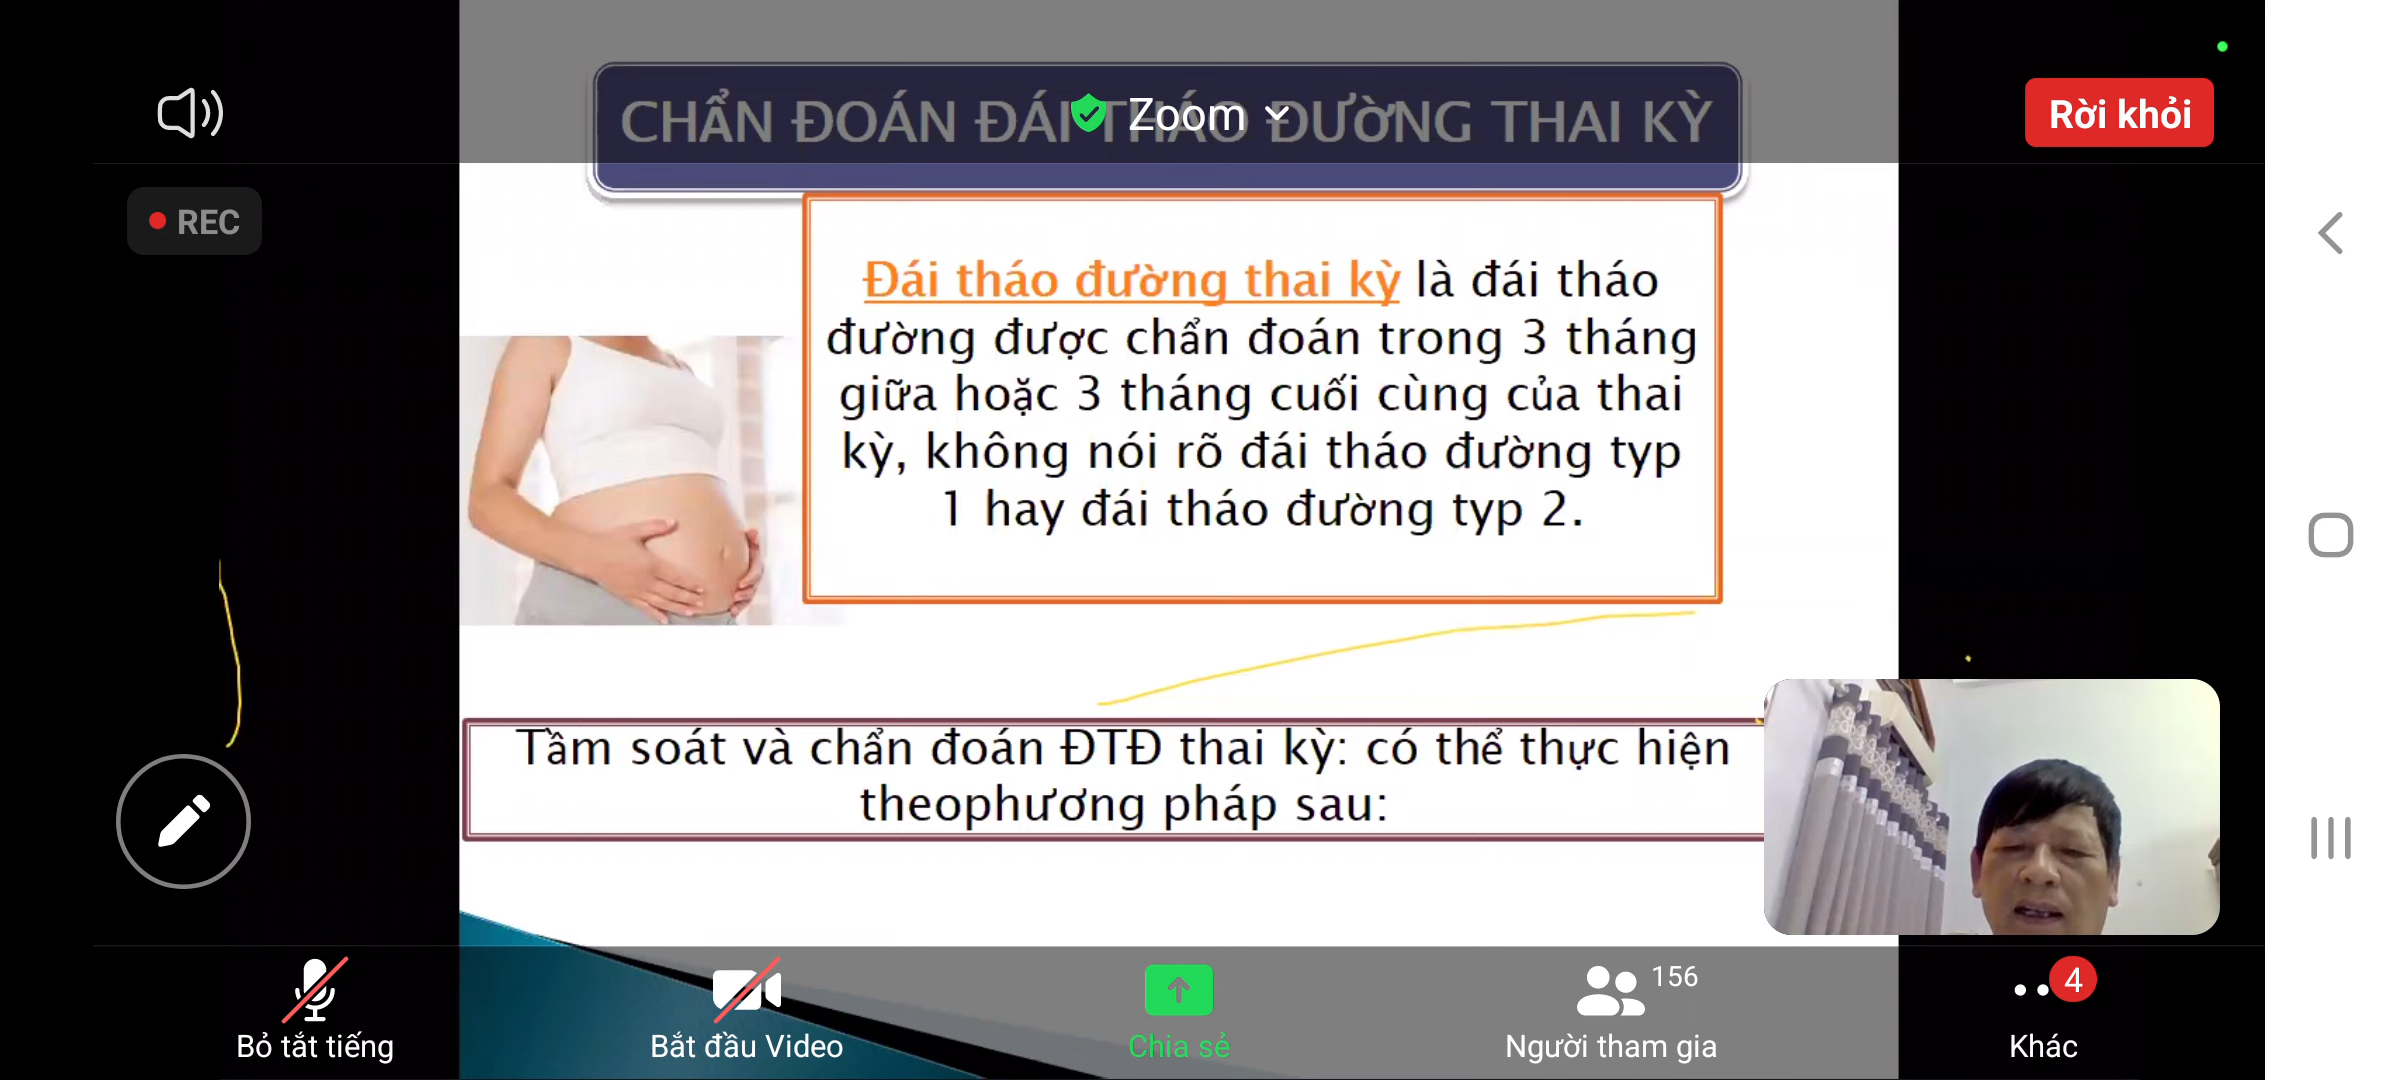 CHẨN ĐOÁN ĐÁI THÁO ĐƯỜNG THAI KỲ
Zoom
Rời khỏi
REC
Đái tháo đường thai kỳ là đái tháo
đường được chẩn đoán trong 3 tháng
giữa hoặc 3 tháng cuối cùng của thai
kỳ, không nói rõ đái tháo đường typ
1 hay đái tháo đường typ 2.
Tầm soát và chẩn đoán ĐTĐ thai kỳ: có thể thực hiện
theophương pháp sau:
156
4
Bỏ tắt tiếng
Bắt đầu Video
Chia sẻ
Người tham gia
Khác